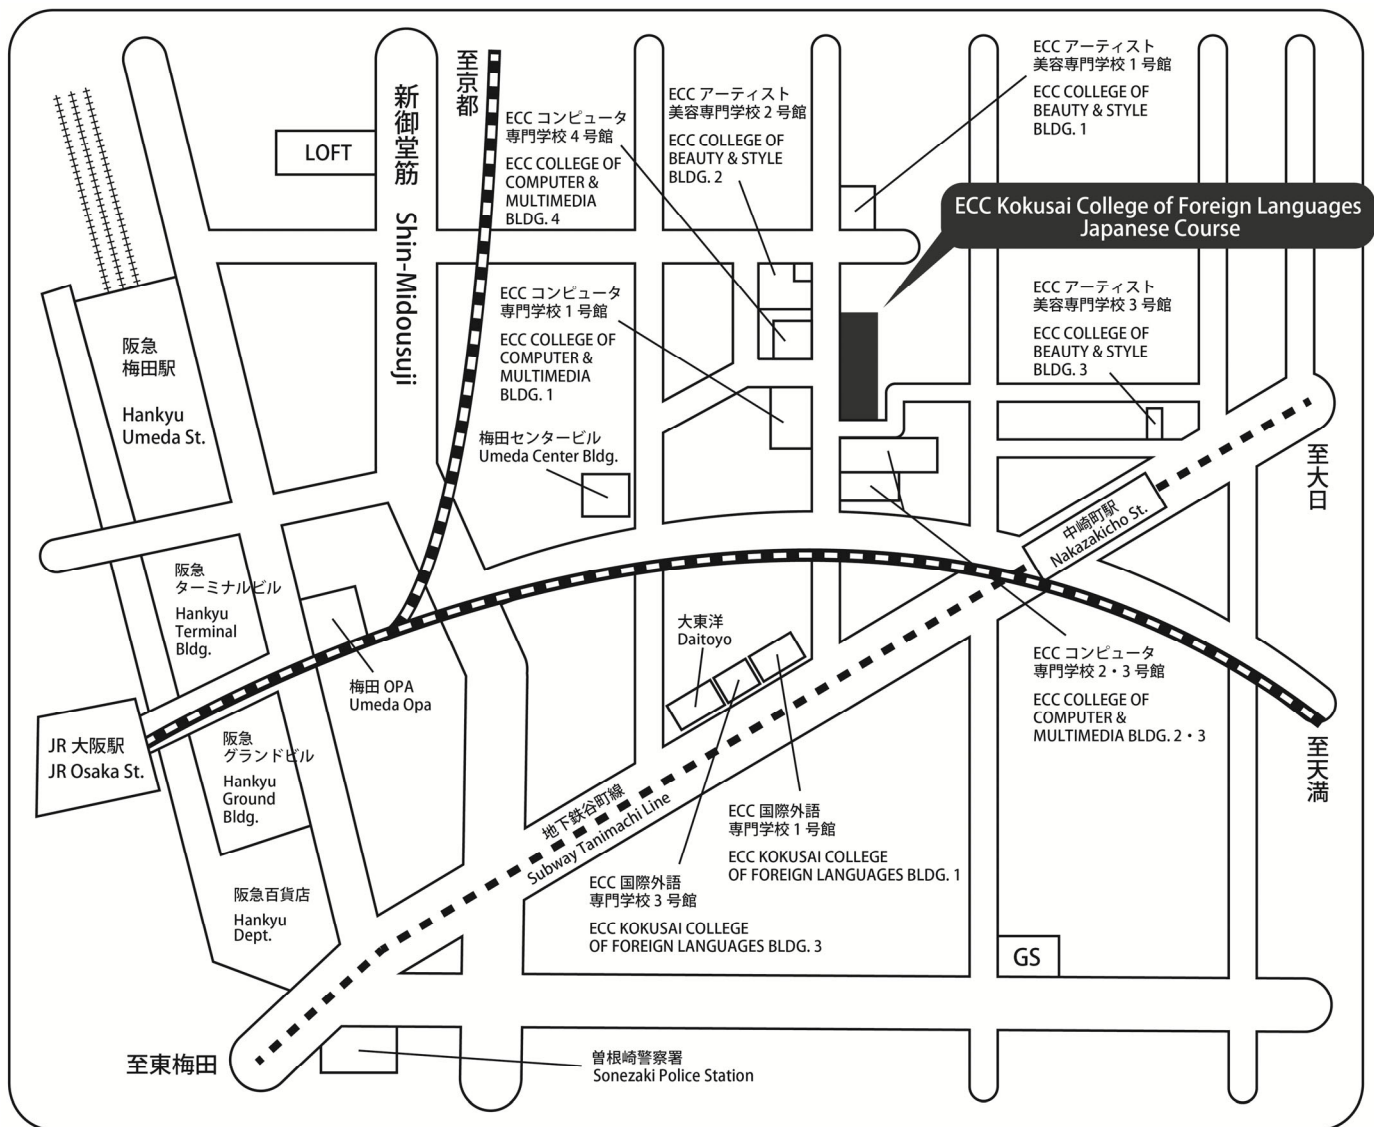 至京都
新御堂筋 Shin-Midousuji
LOFT
ECC コンピュータ
専門学校 4 号館
ECC COLLEGE OF
COMPUTER &
MULTIMEDIA
BLDG. 4
ECC アーティスト
美容専門学校 2 号館
ECC COLLEGE OF
BEAUTY & STYLE
BLDG. 2
ECC アーティスト
美容専門学校 1 号館
ECC COLLEGE OF
BEAUTY & STYLE
BLDG. 1
ECC Kokusai College of Foreign Languages
Japanese Course
ECC コンピュータ
専門学校 1 号館
ECC COLLEGE OF
COMPUTER &
MULTIMEDIA
BLDG. 1
ECC アーティスト
美容専門学校 3 号館
ECC COLLEGE OF
BEAUTY & STYLE
BLDG. 3
阪急
梅田駅
Hankyu
Umeda St.
梅田センタービル
Umeda Center Bldg.
至大日
中崎町駅
Nakazakicho St.
阪急
ターミナルビル
Hankyu
Terminal
Bldg.
大東洋
Daitoyo
ECC コンピュータ
専門学校 2・3 号館
ECC COLLEGE OF
COMPUTER &
MULTIMEDIA BLDG. 2・3
梅田 OPA
Umeda Opa
JR 大阪駅
JR Osaka St.
阪急
グランドビル
Hankyu
Ground
Bldg.
至天満
地下鉄谷町線
Subway Tanimachi Line
ECC 国際外語
専門学校 1 号館
ECC KOKUSAI COLLEGE
OF FOREIGN LANGUAGES BLDG. 1
ECC 国際外語
専門学校 3 号館
ECC KOKUSAI COLLEGE
OF FOREIGN LANGUAGES BLDG. 3
阪急百貨店
Hankyu
Dept.
GS
至東梅田
曽根崎警察署
Sonezaki Police Station